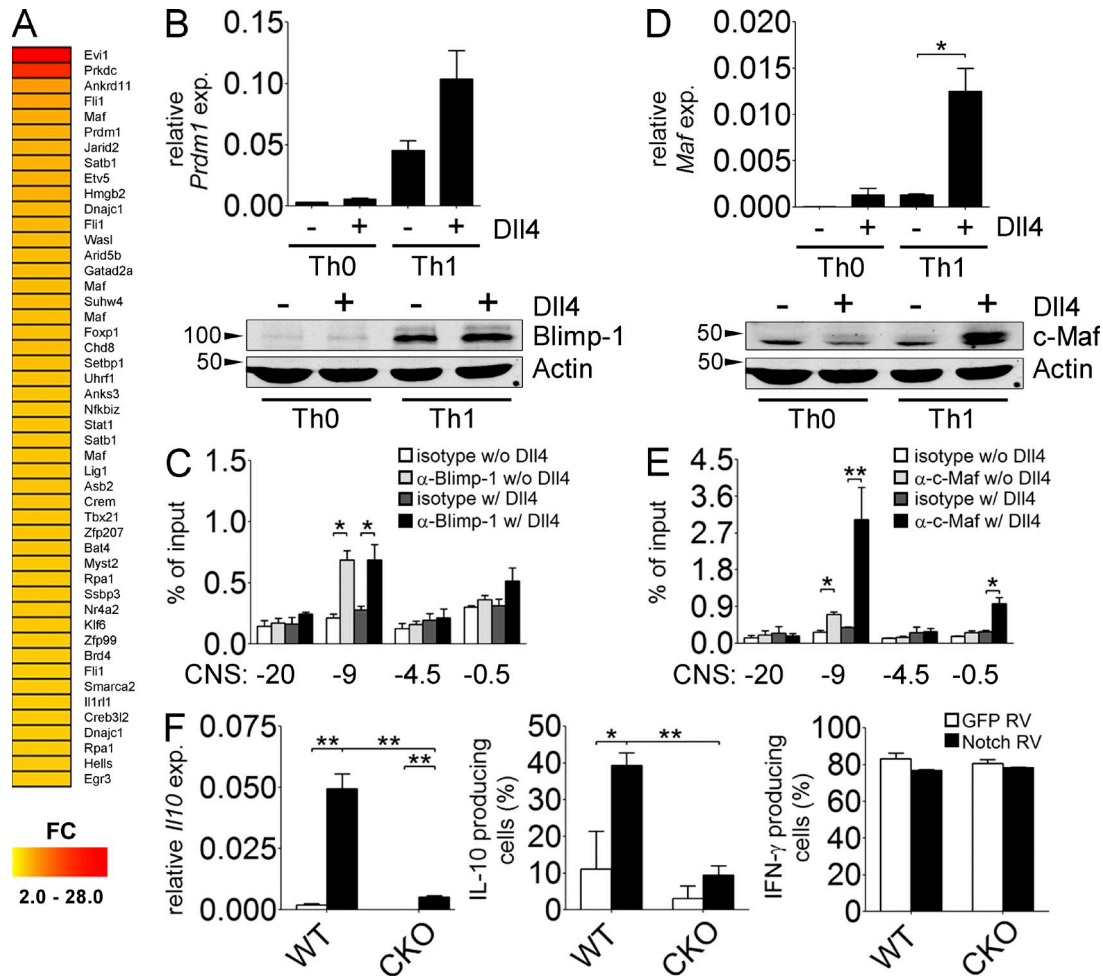 A
Evi1
Prkdc
Ankrd11
Fli1
Maf
Prdm1
Jarid2
Satb1
Etv5
Hmgb2
Dnajc1
Fli1
Wasl
Arid5b
Gatad2a
Maf
Suhw4
Maf
Foxp1
Chd8
Setbp1
Uhrf1
Anks3
Nfkbiz
Stat1
Satb1
Maf
Lig1
Asb2
Crem
Tbx21
Zfp207
Bat4
Myst2
Rpa1
Ssbp3
Nr4a2
Klf6
Zfp99
Brd4
Fli1
Smarca2
Il1rl1
Creb3l2
Dnajc1
Rpa1
Hells
Egr3
FC
2.0 - 28.0
B
relative
Prdm1 exp.
0.15
0.10
0.05
0.00
- + - + Dll4
Th0 Th1
- + - + Dll4
100 Blimp-1
50 Actin
Th0 Th1
C
isotype w/o Dll4
α-Blimp-1 w/o Dll4
isotype w/ Dll4
α-Blimp-1 w/ Dll4
% of input
1.5
1.0
0.5
0.0
* *
CNS: -20 -9 -4.5 -0.5
D
relative
Maf exp.
0.020
0.015
0.010
0.005
0.000
*
- + - + Dll4
Th0 Th1
- + - + Dll4
50 c-Maf
50 Actin
Th0 Th1
E
isotype w/o Dll4
α-c-Maf w/o Dll4
isotype w/ Dll4
α-c-Maf w/ Dll4
% of input
4.5
3.6
2.7
1.8
0.9
0.0
* ** *
CNS: -20 -9 -4.5 -0.5
F
relative Il10 exp.
0.075
0.050
0.025
0.000
** ** **
WT CKO
IL-10 producing
cells (%)
50
40
30
20
10
0
* **
WT CKO
IFN-γ producing
cells (%)
100
80
60
40
20
0
GFP RV
Notch RV
WT CKO